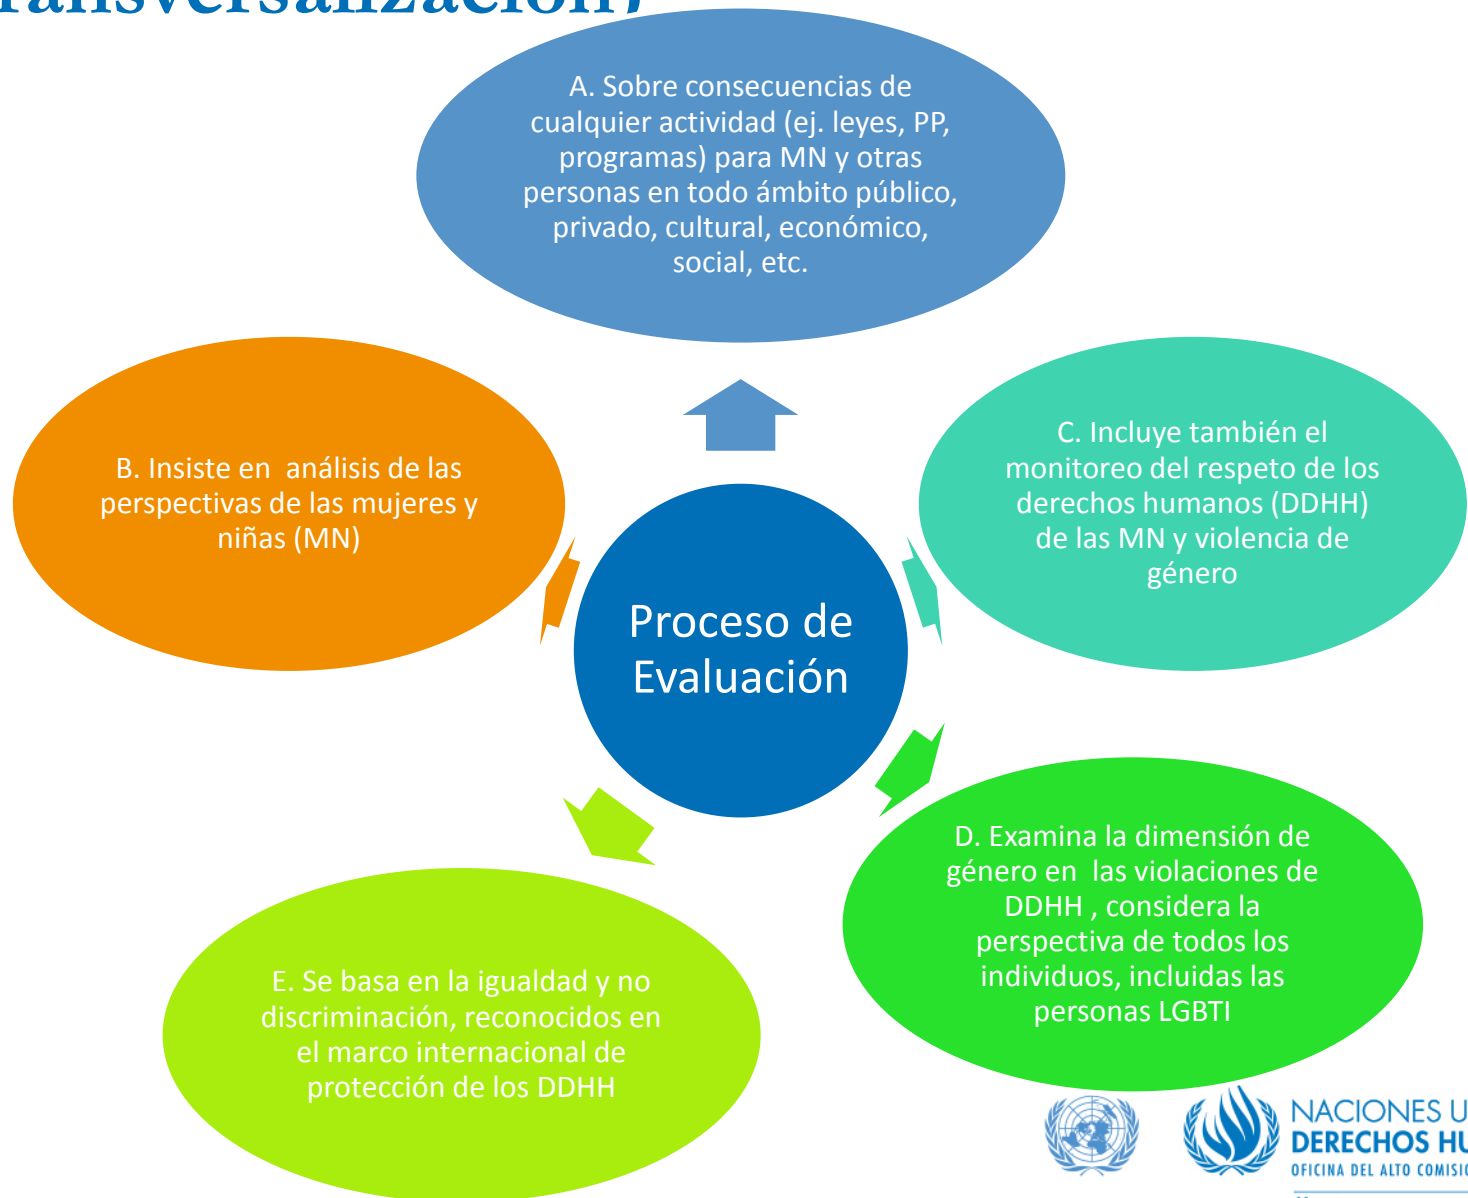 A. Sobre consecuencias de
cualquier actividad (ej. leyes, PP,
programas) para MN y otras
personas en todo ámbito público,
privado, cultural, económico,
social, etc.
B. Insiste en  análisis de las
perspectivas de las mujeres y
niñas (MN)
C. Incluye también el
monitoreo del respeto de los
derechos humanos (DDHH)
de las MN y violencia de
género
Proceso de
Evaluación
D. Examina la dimensión de
género en  las violaciones de
DDHH , considera la
perspectiva de todos los
individuos, incluidas las
personas LGBTI
E. Se basa en la igualdad y no
discriminación, reconocidos en
el marco internacional de
protección de los DDHH
NACIONES U
DERECHOS HU
OFICINA DEL ALTO COMISI